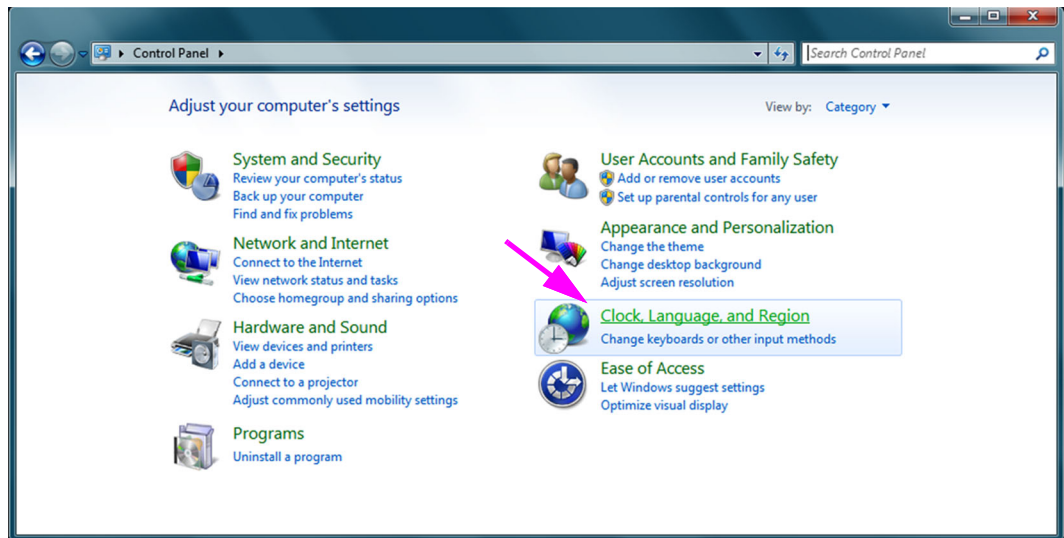 Control Panel
Search Control Panel
Adjust your computer's settings
View by: Category
System and Security
Review your computer's status
Back up your computer
Find and fix problems
Network and Internet
Connect to the Internet
View network status and tasks
Choose homegroup and sharing options
Hardware and Sound
View devices and printers
Add a device
Connect to a projector
Adjust commonly used mobility settings
Programs
Uninstall a program
User Accounts and Family Safety
Add or remove user accounts
Set up parental controls for any user
Appearance and Personalization
Change the theme
Change desktop background
Adjust screen resolution
Clock, Language, and Region
Change keyboards or other input methods
Ease of Access
Let Windows suggest settings
Optimize visual display